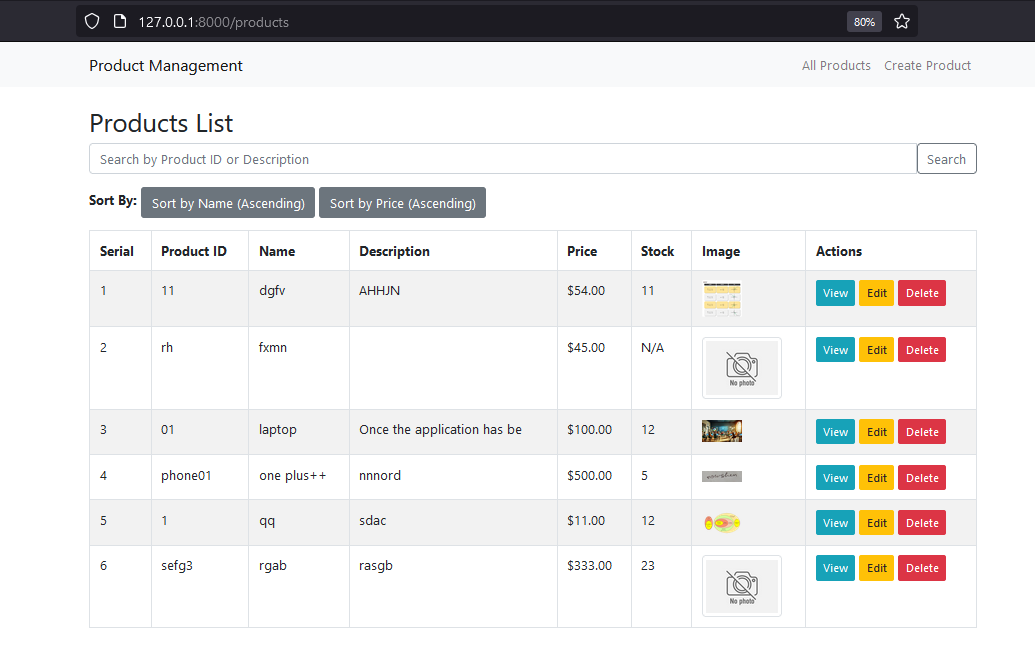 127.0.0.1:8000/products 80%
Product Management All Products Create Product
Products List
Search by Product ID or Description Search
Sort By: Sort by Name (Ascending) Sort by Price (Ascending)
Serial Product ID Name Description Price Stock Image Actions
1 11 dgfv AHHJN $54.00 11 View Edit Delete
2 rh fxmn $45.00 N/A View Edit Delete
No photo
3 01 laptop Once the application has be $100.00 12 View Edit Delete
4 phone01 one plus++ nnnord $500.00 5 View Edit Delete
5 1 qq sdac $11.00 12 View Edit Delete
6 sefg3 rgab rasgb $333.00 23 View Edit Delete
No photo